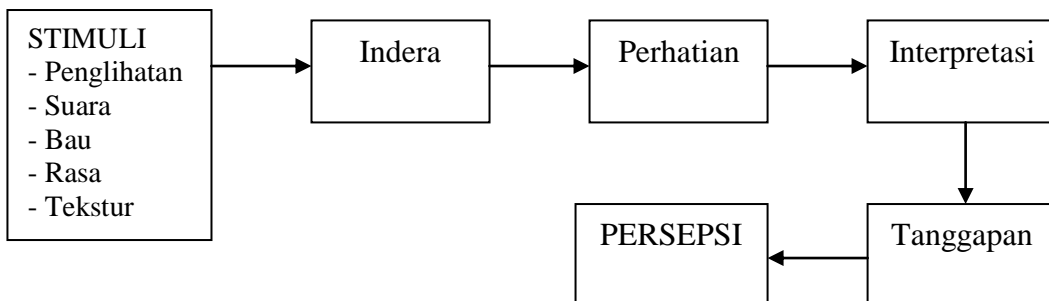 STIMULI
- Penglihatan
- Suara
- Bau
- Rasa
- Tekstur
Indera
Perhatian
Interpretasi
Tanggapan
PERSEPSI